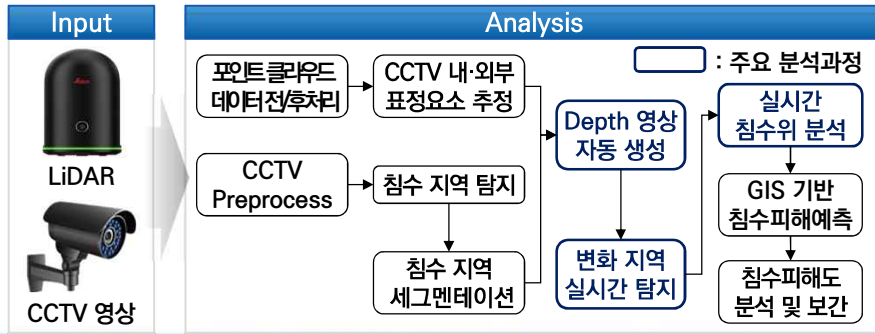 Input
Analysis
LiDAR
CCTV 영상
포인트 클라우드
데이터 전/후처리
CCTV 내·외부
표정요소 추정
: 주요 분석과정
CCTV
Preprocess
침수 지역 탐지
침수 지역
세그멘테이션
Depth 영상
자동 생성
변화 지역
실시간 탐지
실시간
침수위 분석
GIS 기반
침수피해예측
침수피해도
분석 및 보간